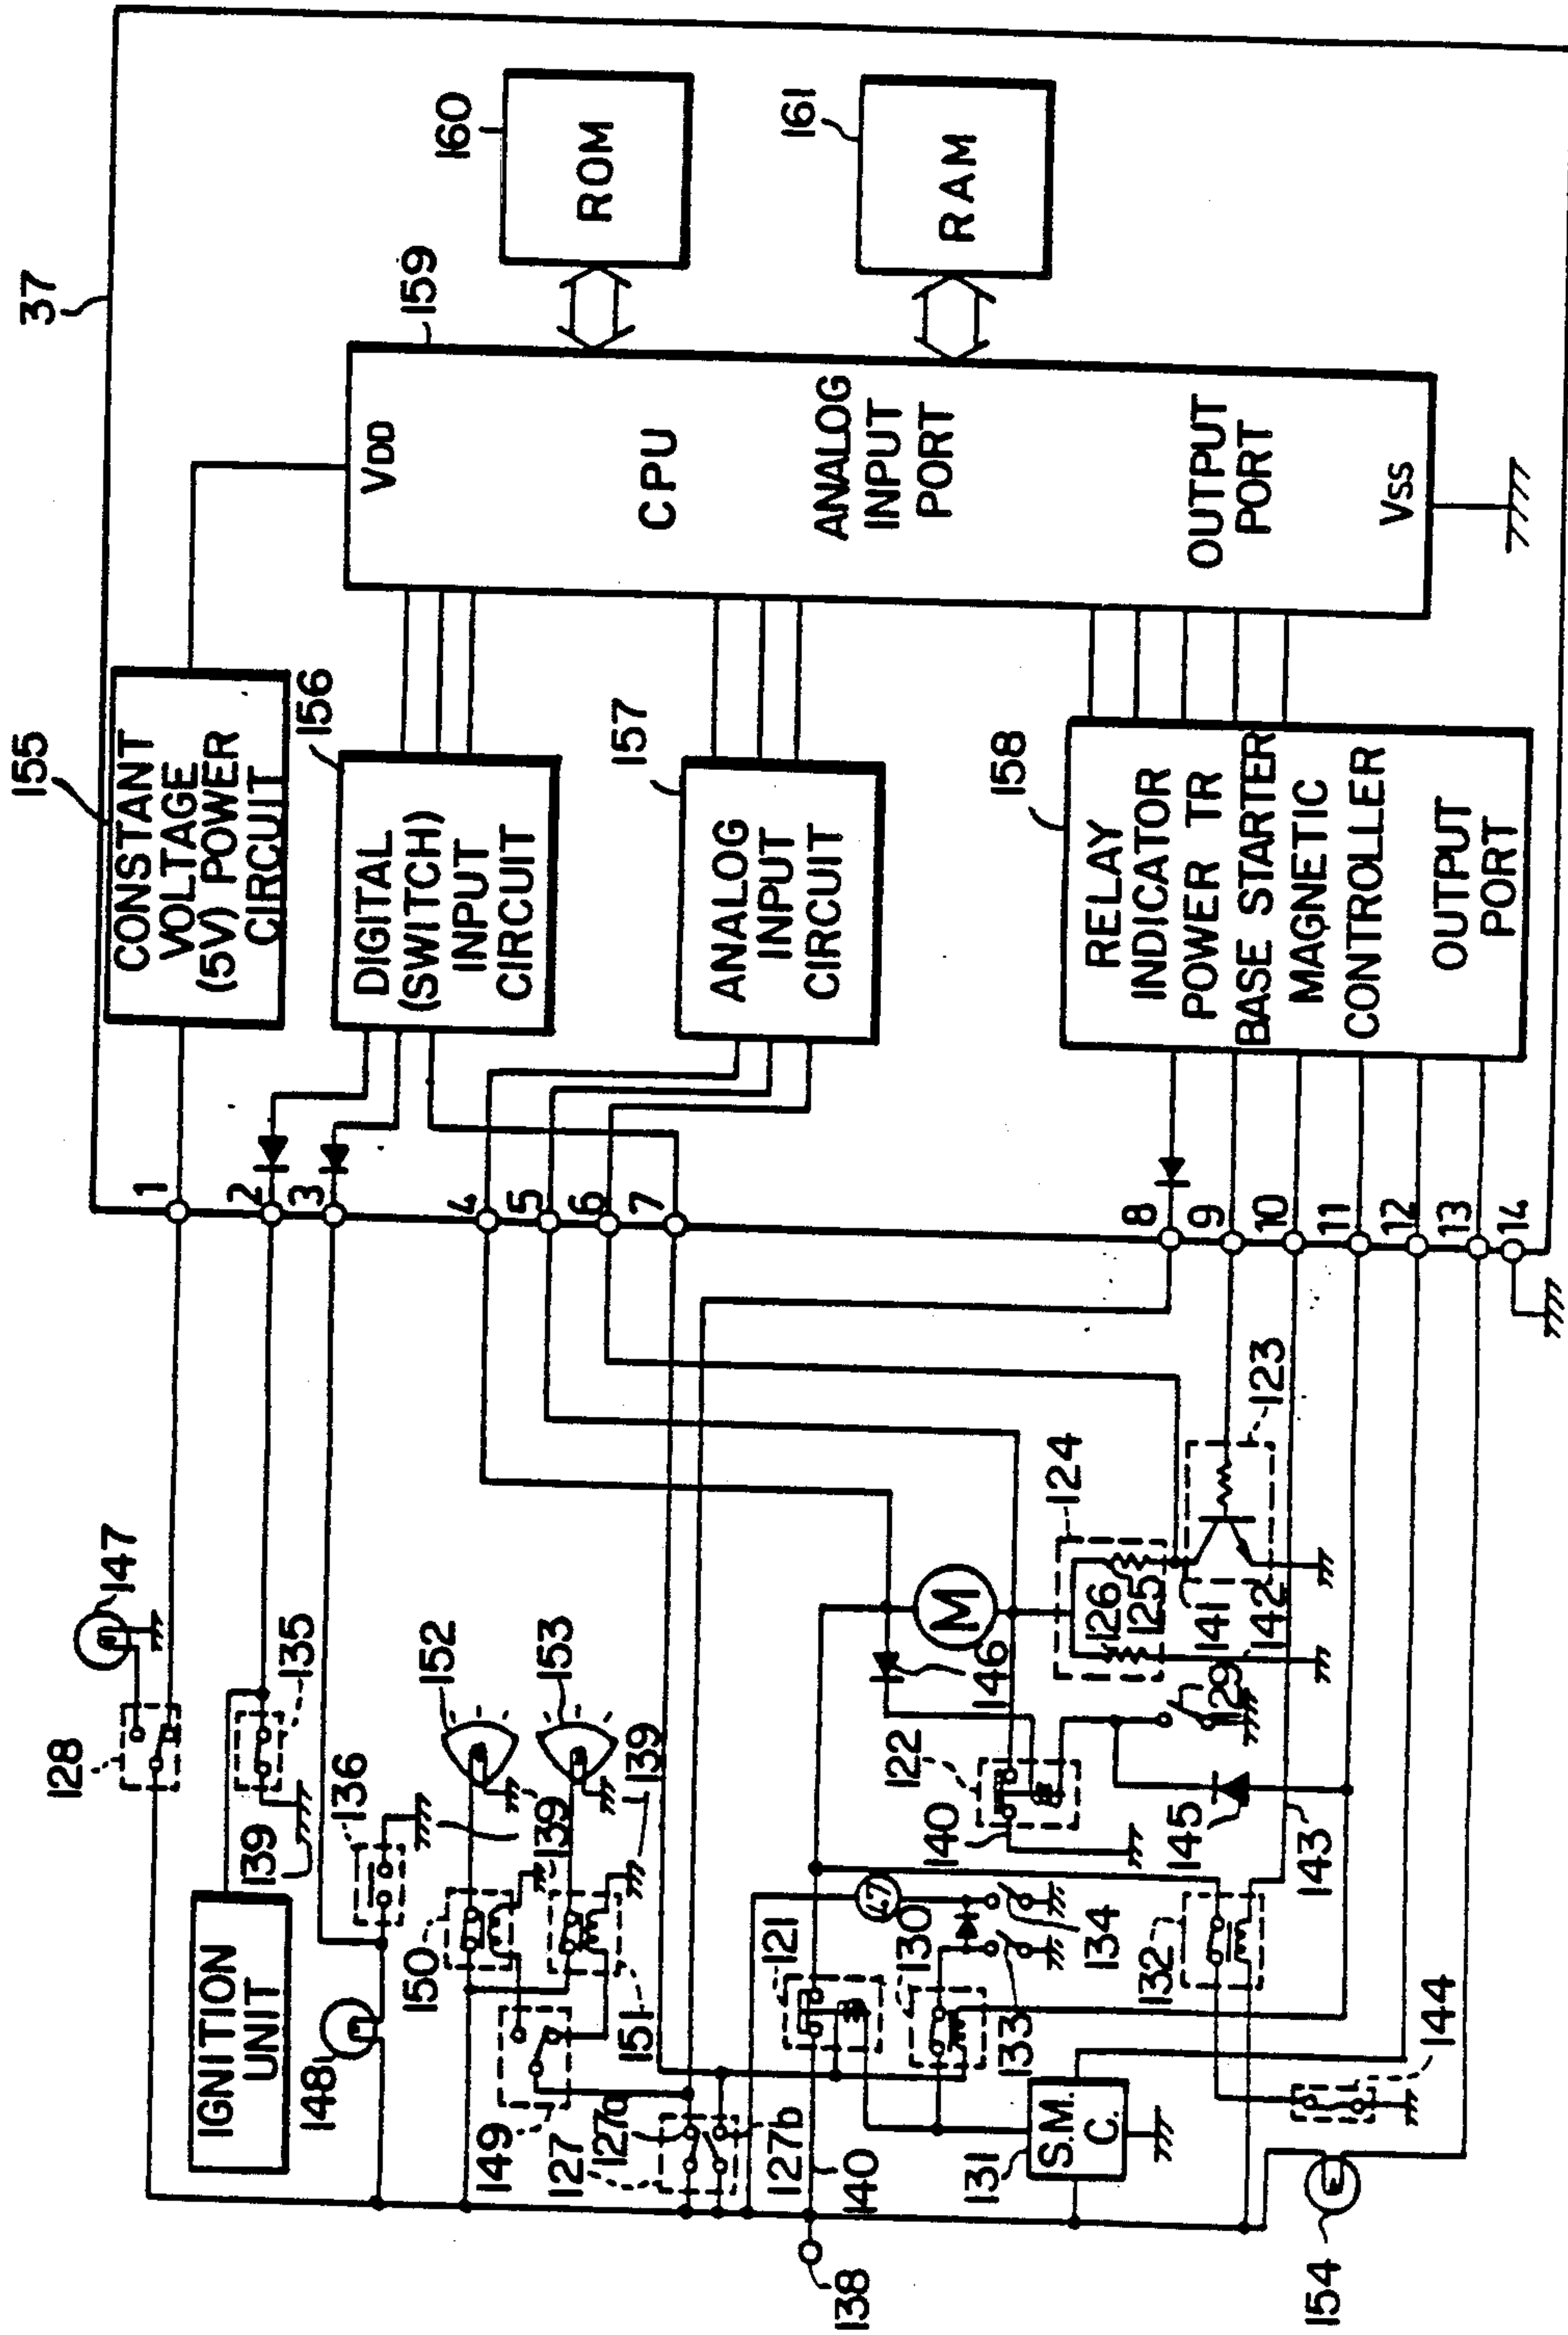 37
160
ROM
161
RAM
159
VDD
CPU
ANALOG
INPUT
PORT
OUTPUT
PORT
VSS
155
CONSTANT
VOLTAGE
(5V) POWER
CIRCUIT
156
DIGITAL
(SWITCH)
INPUT
CIRCUIT
157
ANALOG
INPUT
CIRCUIT
158
RELAY
INDICATOR
POWER TR
BASE STARTER
MAGNETIC
CONTROLLER
OUTPUT
PORT
1
2
3
4
5
6
7
8
9
10
11
12
13
14
147
128
135
139
136
IGNITION
UNIT
148
152
153
139
139
150
151
149
127
127a
127b
140
138
121
130
133
134
47
131
S.M.
C.
132
144
154
122
140
146
M
124
126
125
123
141
142
129
145
143